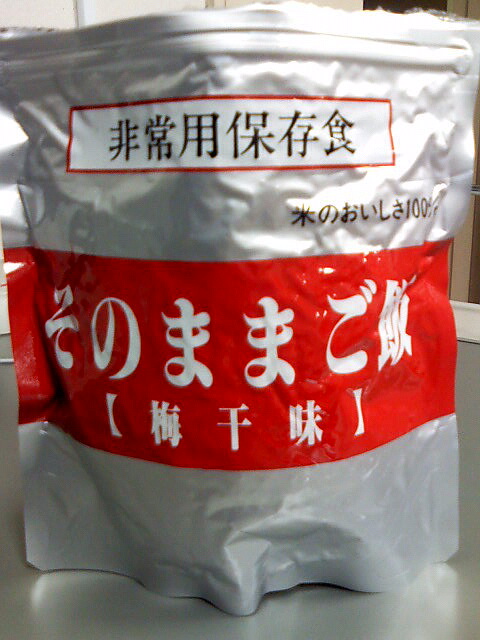 非常用保存食
米のおいしさ100%
そのままご飯
【梅干味】